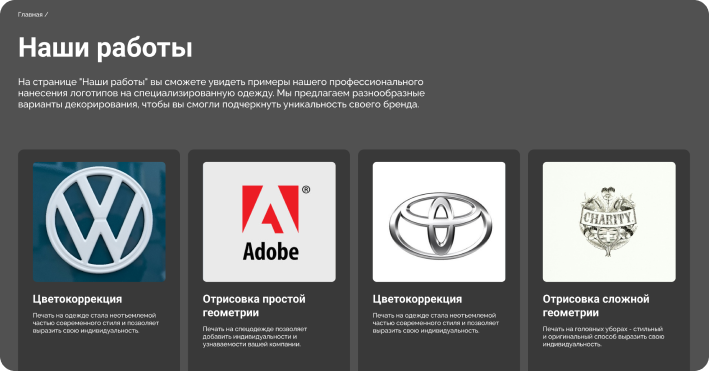 Главная /
Наши работы
На странице "Наши работы" вы сможете увидеть примеры нашего профессионального
нанесения логотипов на специализированную одежду. Мы предлагаем разнообразные
варианты декорирования, чтобы вы смогли подчеркнуть уникальность своего бренда.
Adobe®
CHARITY
Цветокоррекция
Печать на одежде стала неотъемлемой
частью современного стиля и позволяет
выразить свою индивидуальность.
Отрисовка простой
геометрии
Печать на спецодежде позволяет
добавить индивидуальности и
узнаваемости вашей компании.
Цветокоррекция
Печать на одежде стала неотъемлемой
частью современного стиля и позволяет
выразить свою индивидуальность.
Отрисовка сложной
геометрии
Печать на головных уборах - стильный
и оригинальный способ выразить свою
индивидуальность.